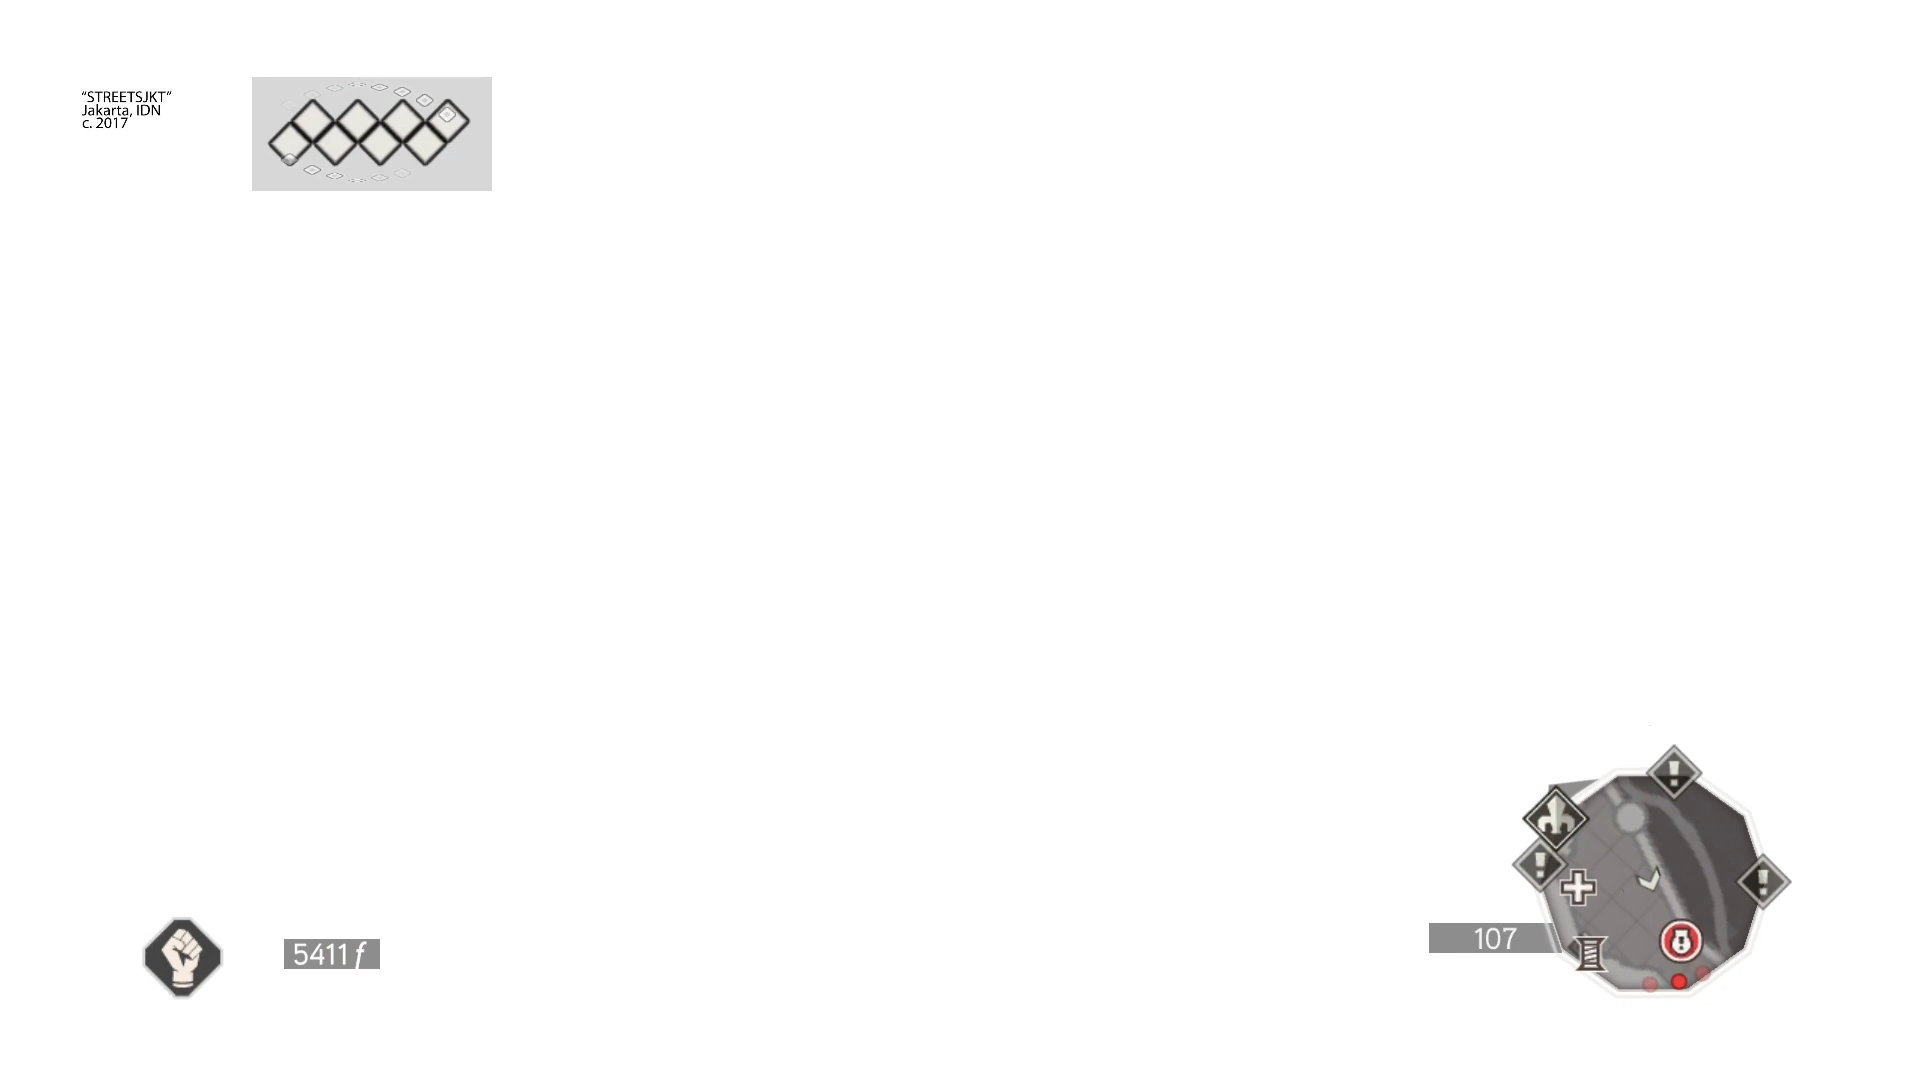 “STREETSJKT”
Jakarta, IDN
c. 2017
5411 f
107